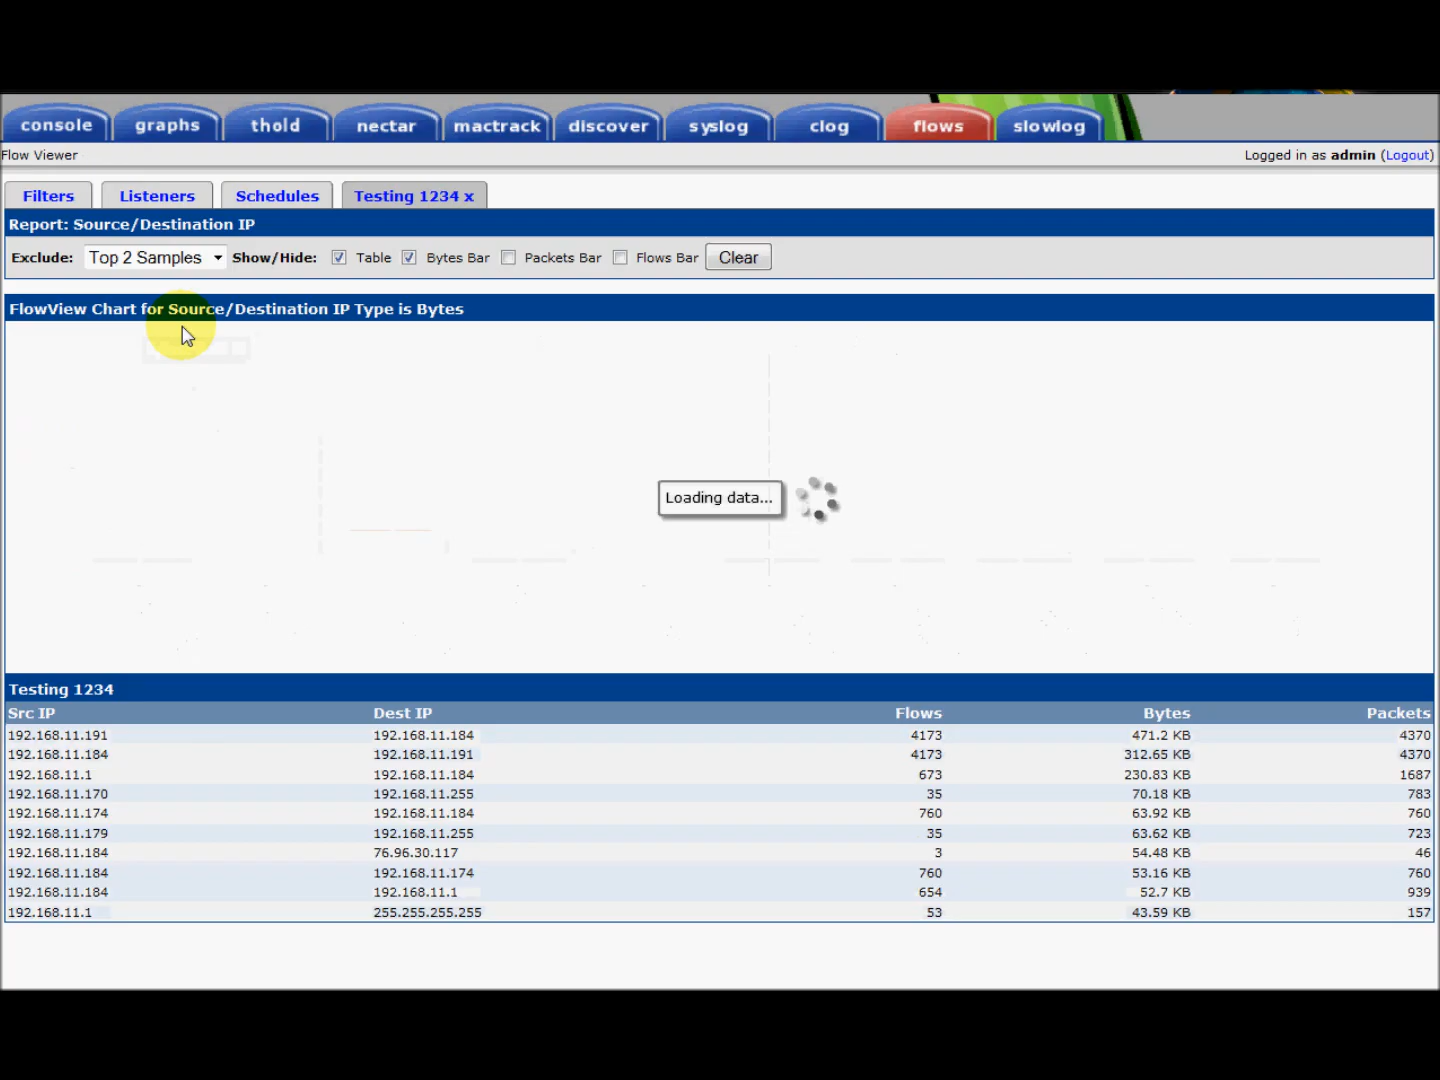 console graphs thold nectar mactrack discover syslog clog flows slowlog
Flow Viewer Logged in as admin (Logout)
Filters Listeners Schedules Testing 1234 x
Report: Source/Destination IP
Exclude: Top 2 Samples Show/Hide: Table Bytes Bar Packets Bar Flows Bar Clear
FlowView Chart for Source/Destination IP Type is Bytes
Loading data...
Testing 1234
Src IP Dest IP Flows Bytes Packets
192.168.11.191 192.168.11.184 4173 471.2 KB 4370
192.168.11.184 192.168.11.191 4173 312.65 KB 4370
192.168.11.1 192.168.11.184 673 230.83 KB 1687
192.168.11.170 192.168.11.255 35 70.18 KB 783
192.168.11.174 192.168.11.184 760 63.92 KB 760
192.168.11.179 192.168.11.255 35 63.62 KB 723
192.168.11.184 76.96.30.117 3 54.48 KB 46
192.168.11.184 192.168.11.174 760 53.16 KB 760
192.168.11.184 192.168.11.1 654 52.7 KB 939
192.168.11.1 255.255.255.255 53 43.59 KB 157